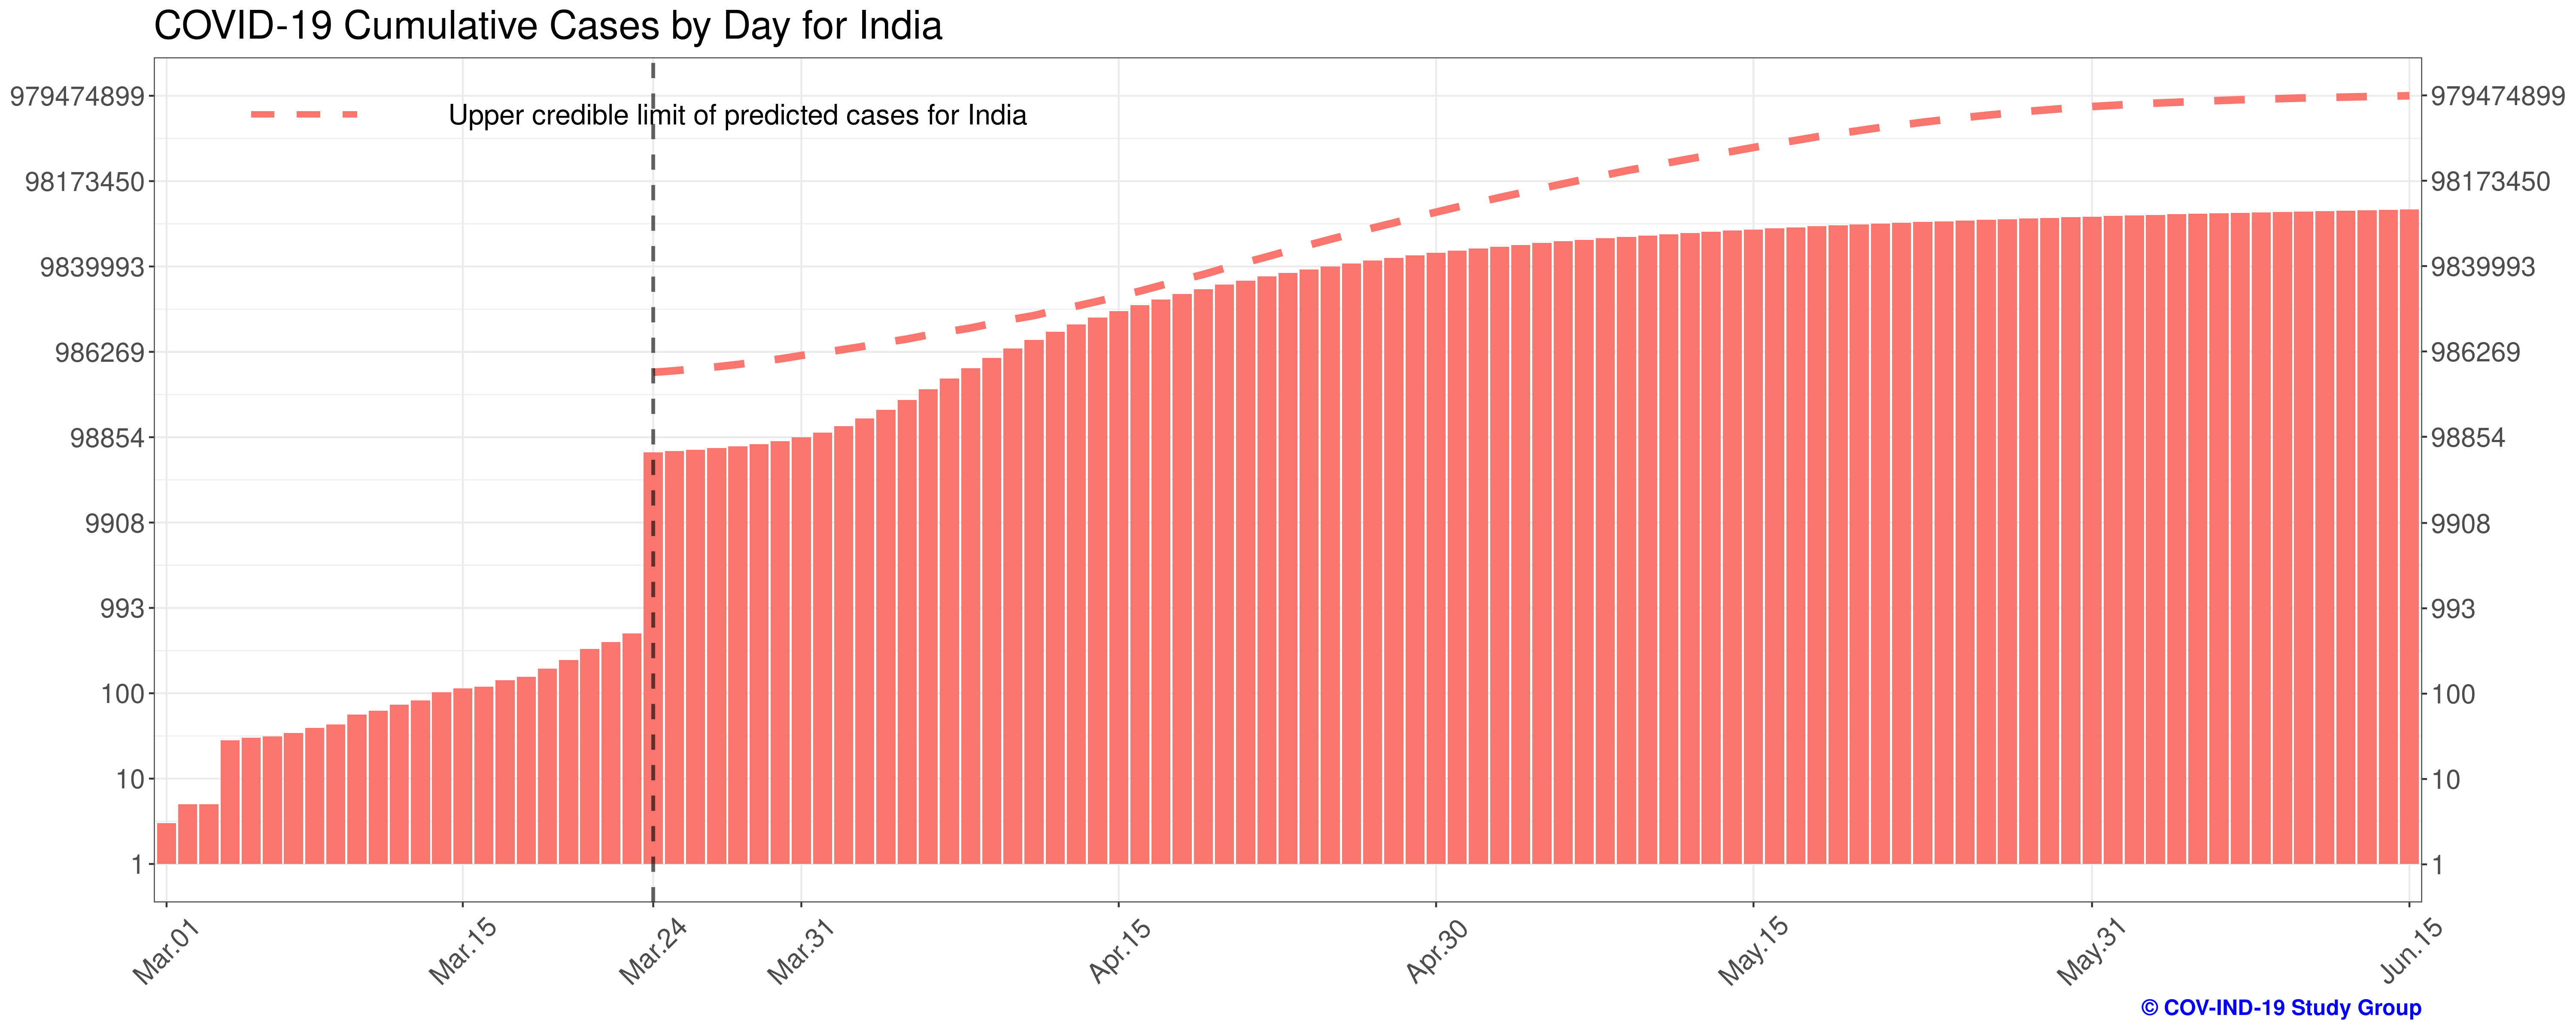 COVID-19 Cumulative Cases by Day for India
Upper credible limit of predicted cases for India
979474899
98173450
9839993
986269
98854
9908
993
100
10
1
979474899
98173450
9839993
986269
98854
9908
993
100
10
1
Mar.01
Mar.15
Mar.24
Mar.31
Apr.15
Apr.30
May.15
May.31
Jun.15
© COV-IND-19 Study Group